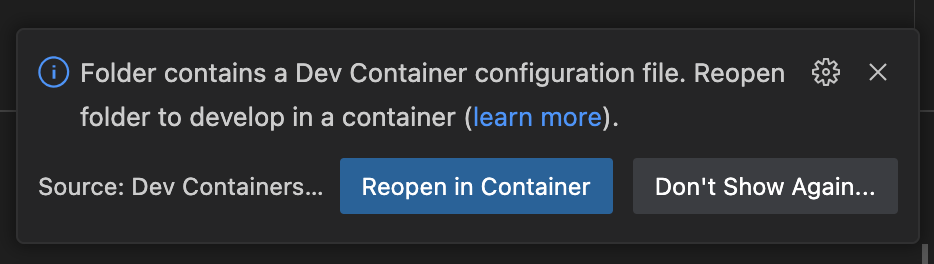 Folder contains a Dev Container configuration file. Reopen
folder to develop in a container (learn more).
Source: Dev Containers... Reopen in Container Don't Show Again...